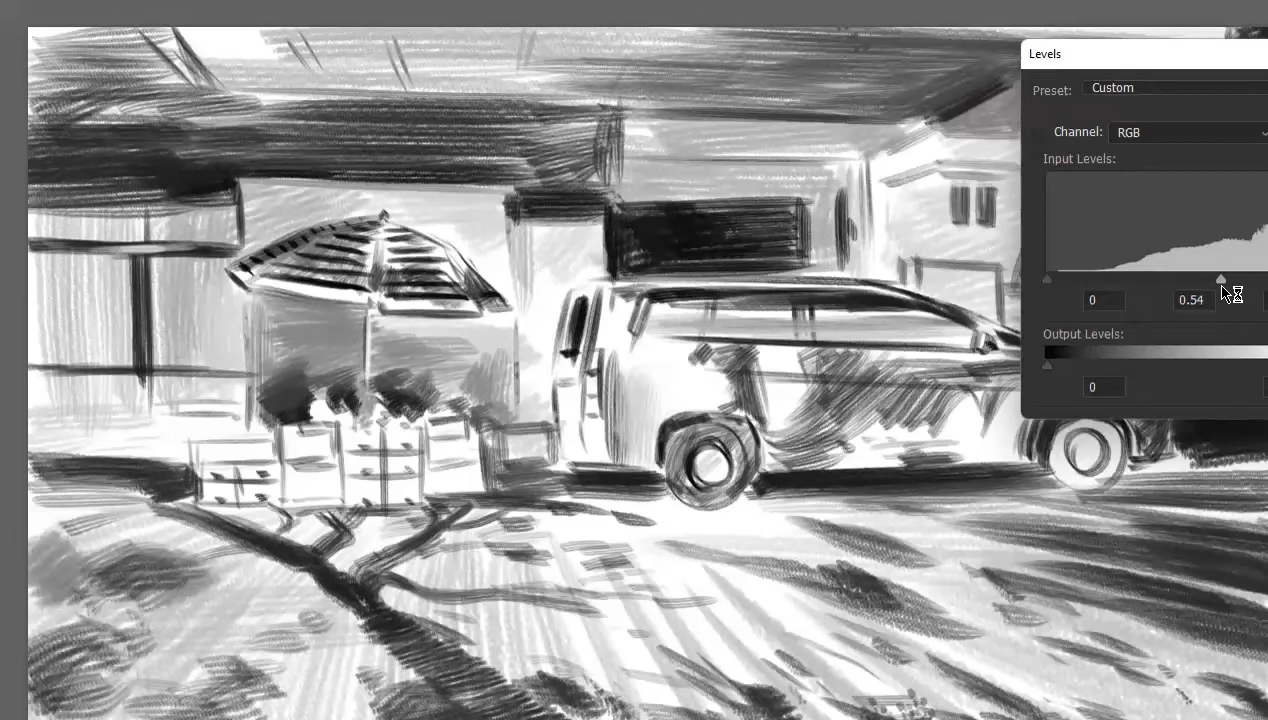 Levels
Preset: Custom
Channel: RGB
Input Levels:
0 0.54
Output Levels:
0